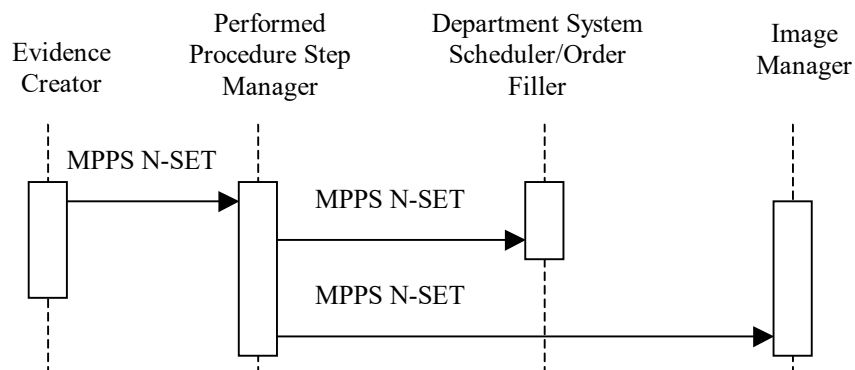 Evidence
Creator
Performed
Procedure Step
Manager
Department System
Scheduler/Order
Filler
Image
Manager
MPPS N-SET
MPPS N-SET
MPPS N-SET